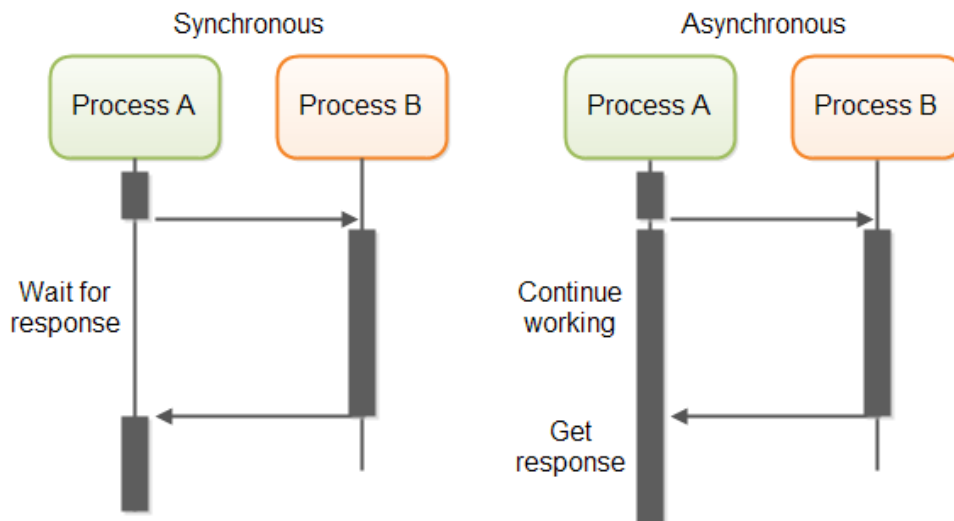 Synchronous
Process A
Process B
Wait for
response
Asynchronous
Process A
Process B
Continue
working
Get
response